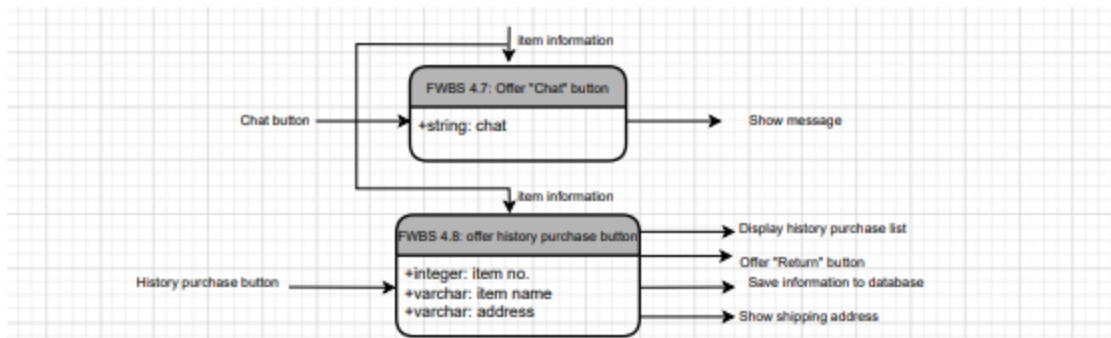 item information
FWBS 4.7: Offer "Chat" button
Chat button
+string: chat
Show message
item information
FWBS 4.8: offer history purchase button
Display history purchase list
Offer "Return" button
History purchase button
+integer: item no.
+varchar: item name
+varchar: address
Save information to database
Show shipping address